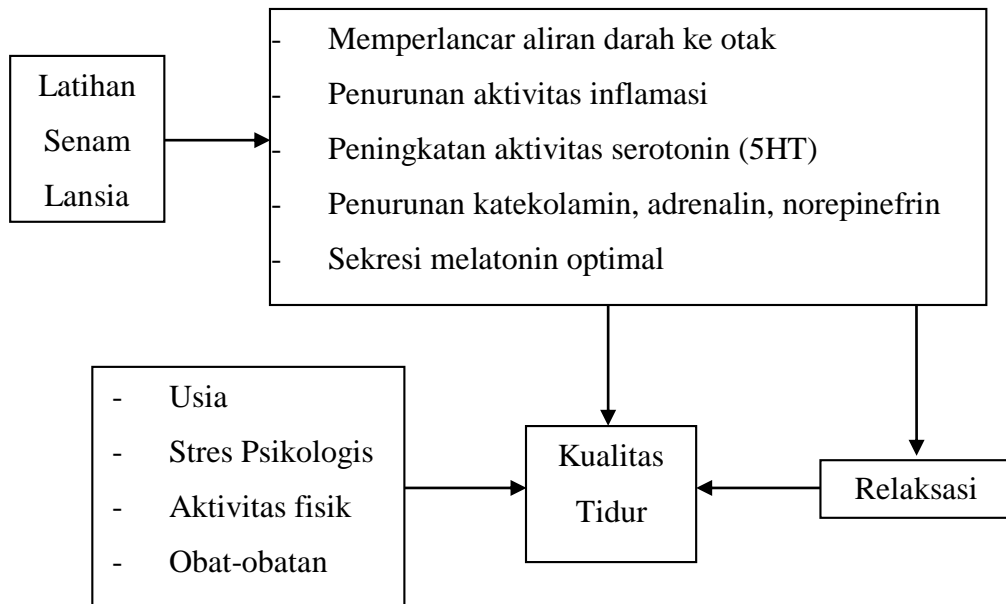 Latihan
Senam
Lansia
- Memperlancar aliran darah ke otak
- Penurunan aktivitas inflamasi
- Peningkatan aktivitas serotonin (5HT)
- Penurunan katekolamin, adrenalin, norepinefrin
- Sekresi melatonin optimal
- Usia
- Stres Psikologis
- Aktivitas fisik
- Obat-obatan
Kualitas
Tidur
Relaksasi